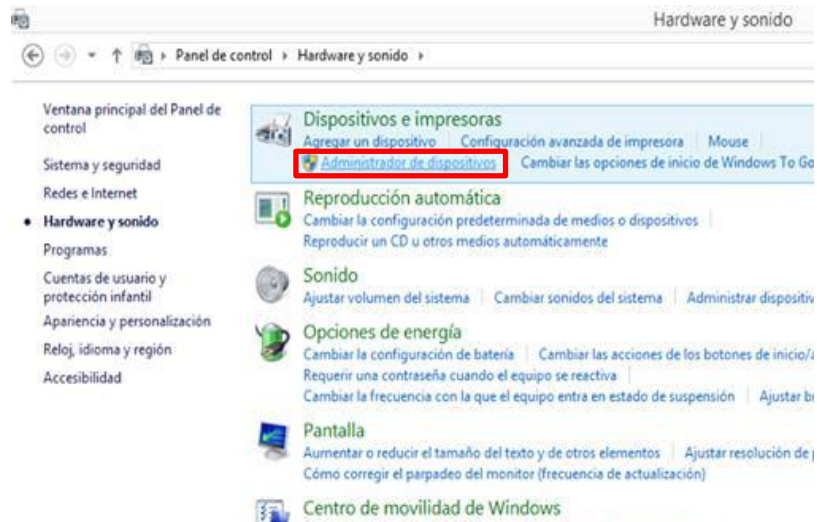 Hardware y sonido
Panel de control Hardware y sonido
Ventana principal del Panel de
control
Sistema y seguridad
Redes e Internet
Hardware y sonido
Programas
Cuentas de usuario y
protección infantil
Apariencia y personalización
Reloj, idioma y región
Accesibilidad
Dispositivos e impresoras
Agregar un dispositivo Configuración avanzada de impresora Mouse
Administrador de dispositivos Cambiar las opciones de inicio de Windows To Go
Reproducción automática
Cambiar la configuración predeterminada de medios o dispositivos
Reproducir un CD u otros medios automáticamente
Sonido
Ajustar volumen del sistema Cambiar sonidos del sistema Administrar dispositiv
Opciones de energía
Cambiar la configuración de batería Cambiar las acciones de los botones de inicio/
Requerir una contraseña cuando el equipo se reactiva
Cambiar la frecuencia con la que el equipo entra en estado de suspensión Ajustar b
Pantalla
Aumentar o reducir el tamaño del texto y de otros elementos Ajustar resolución de
Cómo corregir el parpadeo del monitor (frecuencia de actualización)
Centro de movilidad de Windows